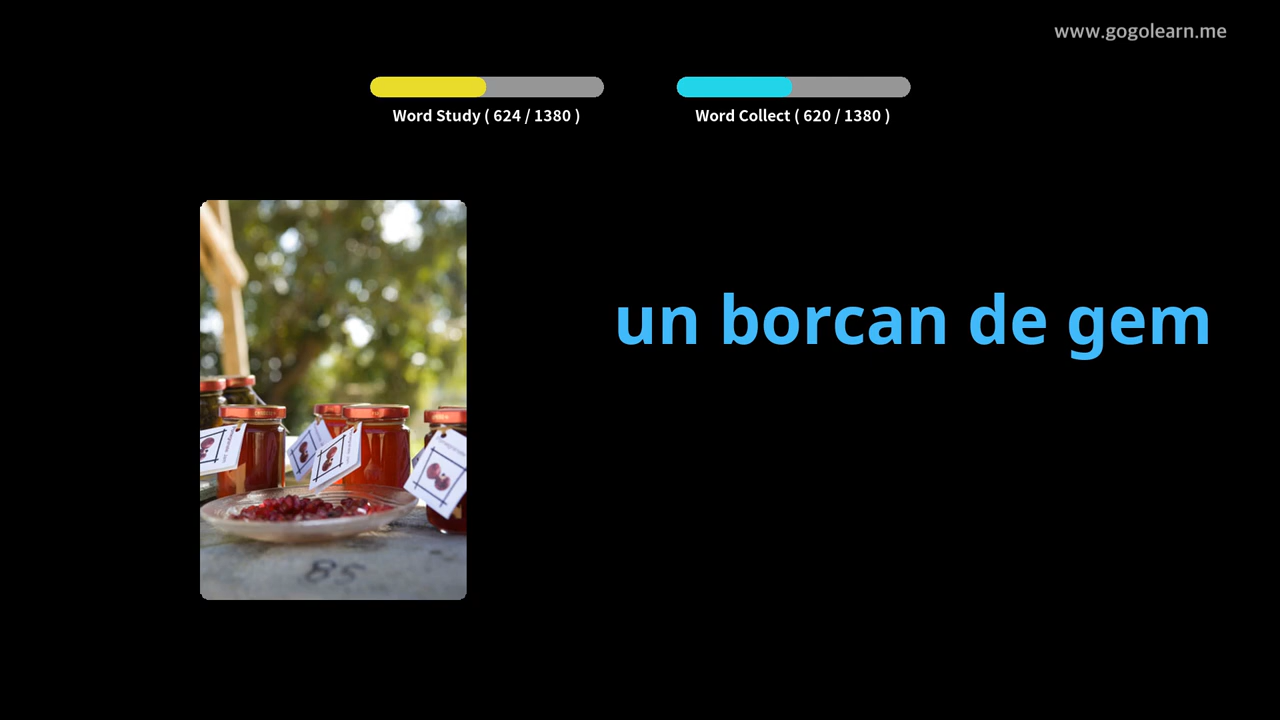 www.gogolearn.me
Word Study ( 624 / 1380 )
Word Collect ( 620 / 1380 )
un borcan de gem
85